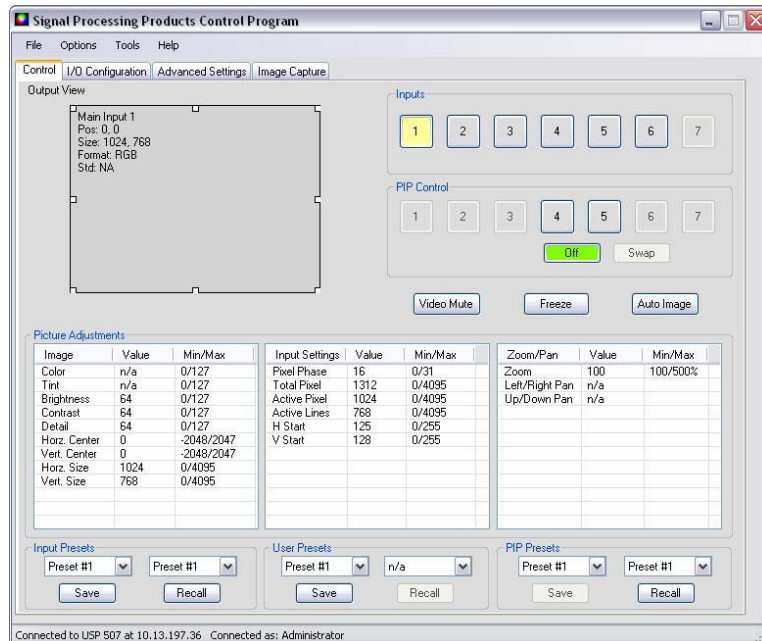 Signal Processing Products Control Program
File Options Tools Help
Control I/O Configuration Advanced Settings Image Capture
Output View
Main Input 1
Pos: 0, 0
Size: 1024, 768
Format: RGB
Std: NA
Inputs
1 2 3 4 5 6 7
PIP Control
1 2 3 4 5 6 7
Off Swap
Video Mute Freeze Auto Image
Picture Adjustments
Image Value Min/Max
Color n/a 0/127
Tint n/a 0/127
Brightness 64 0/127
Contrast 64 0/127
Detail 64 0/127
Horz. Center 0 -2048/2047
Vert. Center 0 -2048/2047
Horz. Size 1024 0/4095
Vert. Size 768 0/4095
Input Settings Value Min/Max
Pixel Phase 16 0/31
Total Pixel 1312 0/4095
Active Pixel 1024 0/4095
Active Lines 768 0/4095
H Start 125 0/255
V Start 128 0/255
Zoom/Pan Value Min/Max
Zoom 100 100/500%
Left/Right Pan n/a
Up/Down Pan n/a
Input Presets
Preset #1 Preset #1
Save Recall
User Presets
Preset #1 n/a
Save Recall
PIP Presets
Preset #1 Preset #1
Save Recall
Connected to USP 507 at 10.13.197.36 Connected as: Administrator